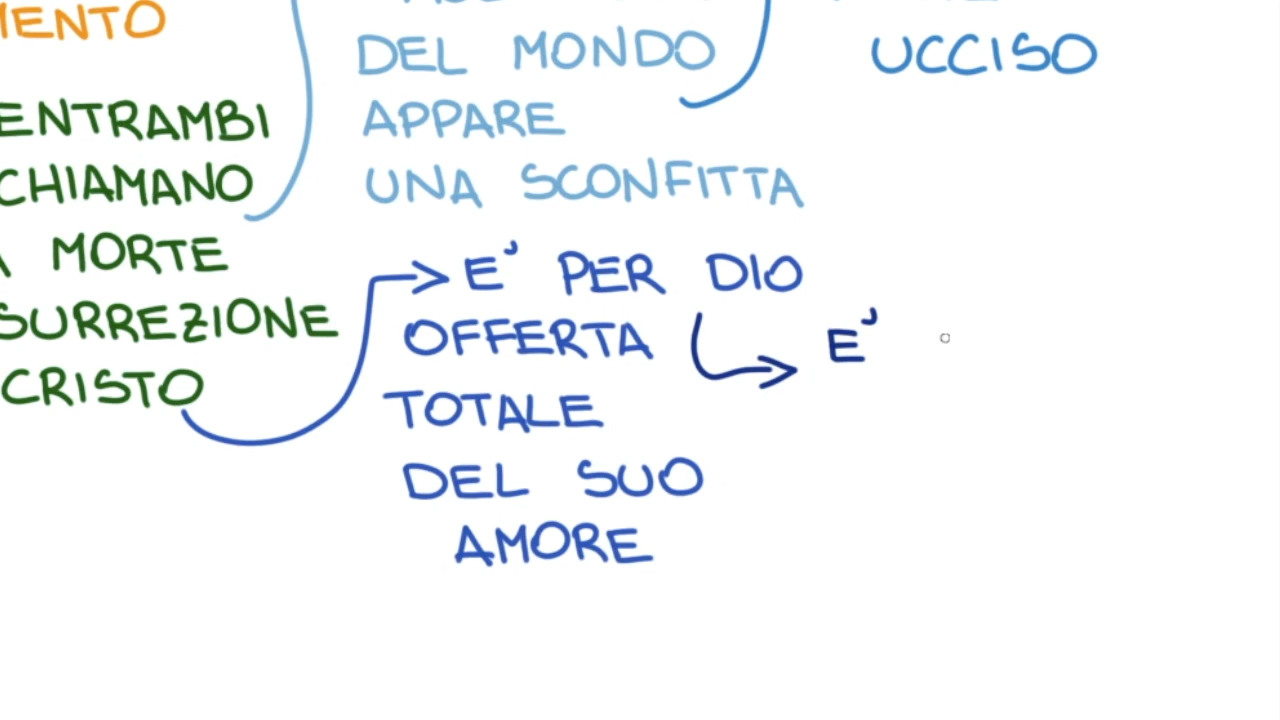 MENTO
ENTRAMBI
CHIAMANO
A MORTE
SURREZIONE
CRISTO
DEL MONDO
APPARE
UNA SCONFITTA
E' PER DIO
OFFERTA
TOTALE
DEL SUO
AMORE
UCCISO
E'